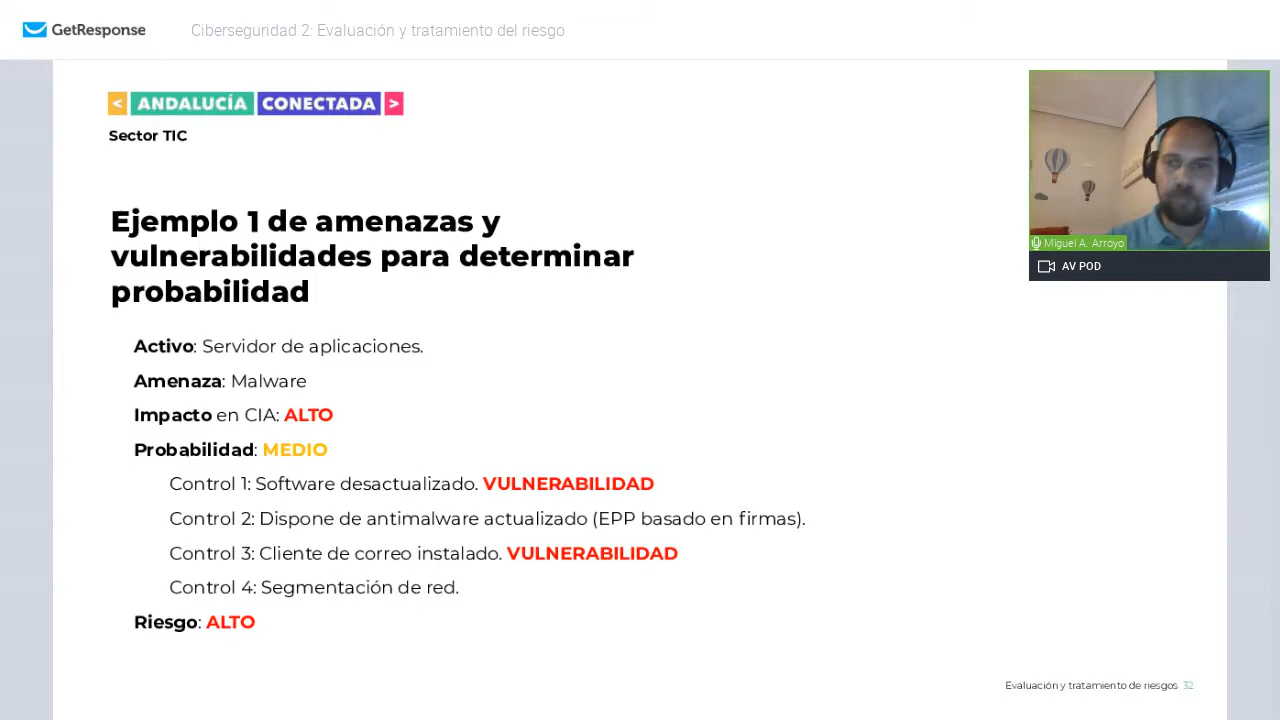 GetResponse
Ciberseguridad 2: Evaluación y tratamiento del riesgo
< ANDALUCÍA CONECTADA >
Sector TIC
Ejemplo 1 de amenazas y
vulnerabilidades para determinar
probabilidad
Activo: Servidor de aplicaciones.
Amenaza: Malware
Impacto en CIA: ALTO
Probabilidad: MEDIO
Control 1: Software desactualizado. VULNERABILIDAD
Control 2: Dispone de antimalware actualizado (EPP basado en firmas).
Control 3: Cliente de correo instalado. VULNERABILIDAD
Control 4: Segmentación de red.
Riesgo: ALTO
Miguel A. Arroyo
AV POD
Evaluación y tratamiento de riesgos 32